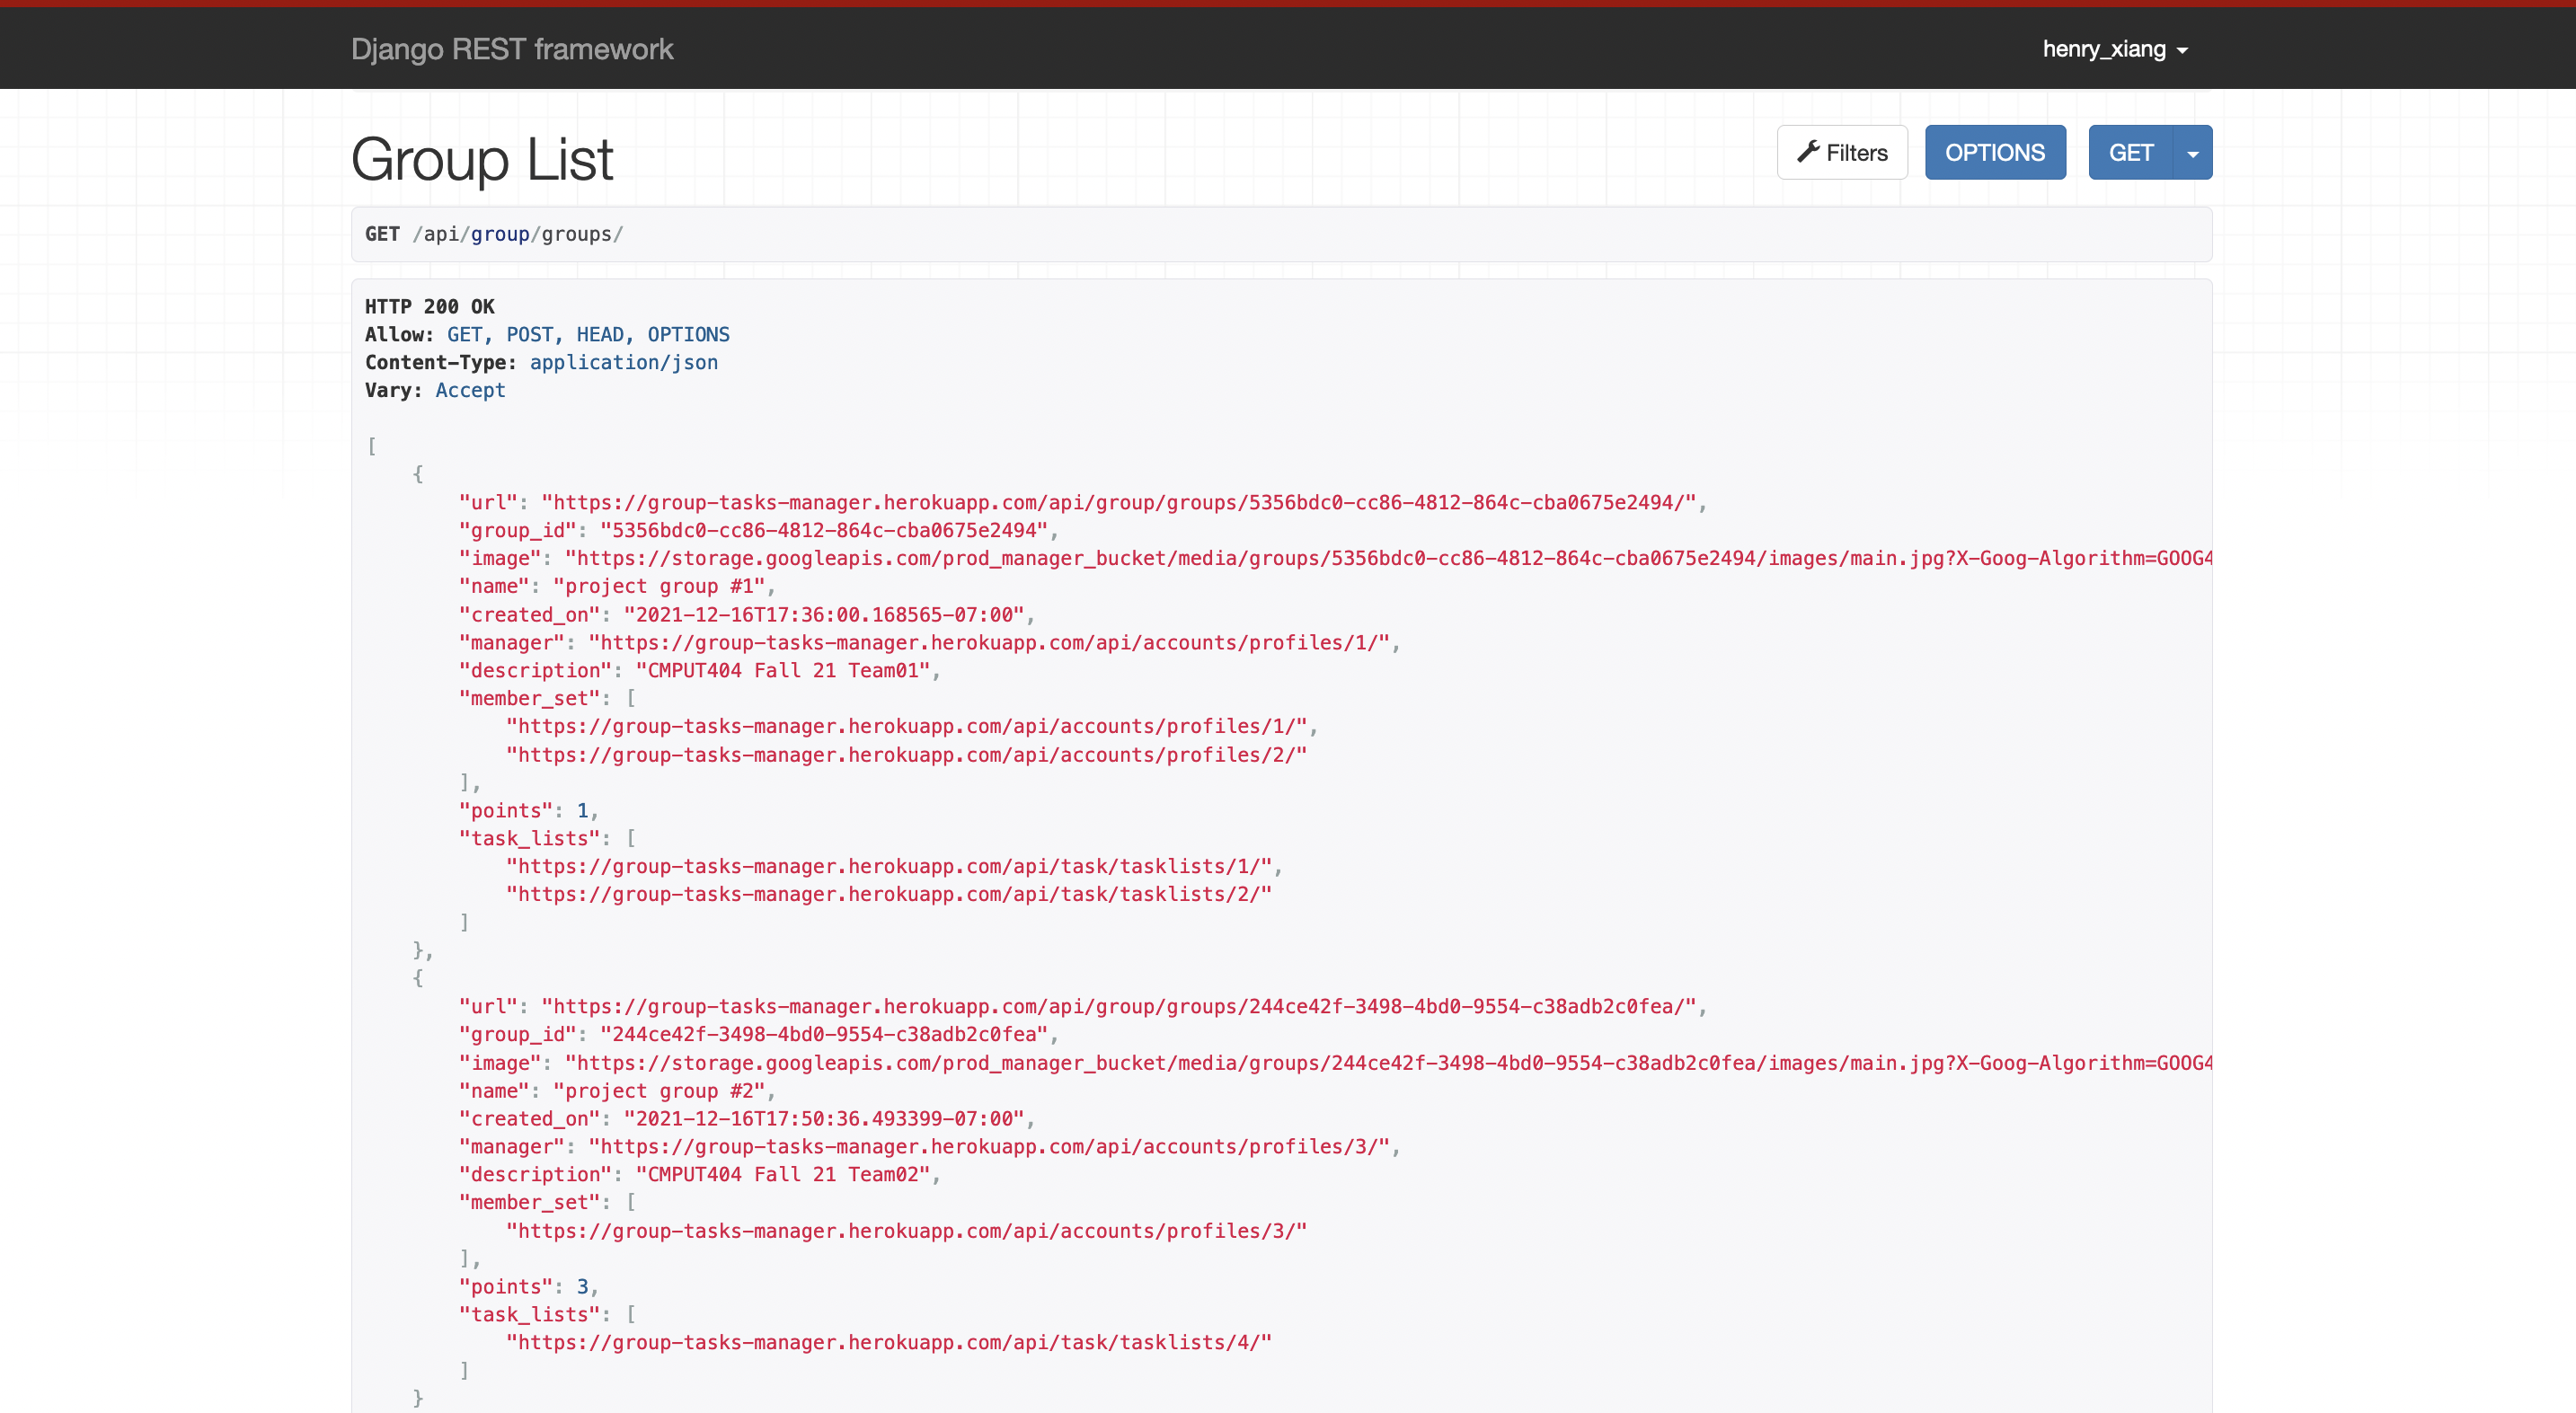 Django REST framework henry_xiang
Group List Filters OPTIONS GET
GET /api/group/groups/
HTTP 200 OK
Allow: GET, POST, HEAD, OPTIONS
Content-Type: application/json
Vary: Accept
[
{
"url": "https://group-tasks-manager.herokuapp.com/api/group/groups/5356bdc0-cc86-4812-864c-cba0675e2494/",
"group_id": "5356bdc0-cc86-4812-864c-cba0675e2494",
"image": "https://storage.googleapis.com/prod_manager_bucket/media/groups/5356bdc0-cc86-4812-864c-cba0675e2494/images/main.jpg?X-Goog-Algorithm=GOOG4
"name": "project group #1",
"created_on": "2021-12-16T17:36:00.168565-07:00",
"manager": "https://group-tasks-manager.herokuapp.com/api/accounts/profiles/1/",
"description": "CMPUT404 Fall 21 Team01",
"member_set": [
"https://group-tasks-manager.herokuapp.com/api/accounts/profiles/1/",
"https://group-tasks-manager.herokuapp.com/api/accounts/profiles/2/"
],
"points": 1,
"task_lists": [
"https://group-tasks-manager.herokuapp.com/api/task/tasklists/1/",
"https://group-tasks-manager.herokuapp.com/api/task/tasklists/2/"
]
},
{
"url": "https://group-tasks-manager.herokuapp.com/api/group/groups/244ce42f-3498-4bd0-9554-c38adb2c0fea/",
"group_id": "244ce42f-3498-4bd0-9554-c38adb2c0fea",
"image": "https://storage.googleapis.com/prod_manager_bucket/media/groups/244ce42f-3498-4bd0-9554-c38adb2c0fea/images/main.jpg?X-Goog-Algorithm=GOOG4
"name": "project group #2",
"created_on": "2021-12-16T17:50:36.493399-07:00",
"manager": "https://group-tasks-manager.herokuapp.com/api/accounts/profiles/3/",
"description": "CMPUT404 Fall 21 Team02",
"member_set": [
"https://group-tasks-manager.herokuapp.com/api/accounts/profiles/3/"
],
"points": 3,
"task_lists": [
"https://group-tasks-manager.herokuapp.com/api/task/tasklists/4/"
]
}